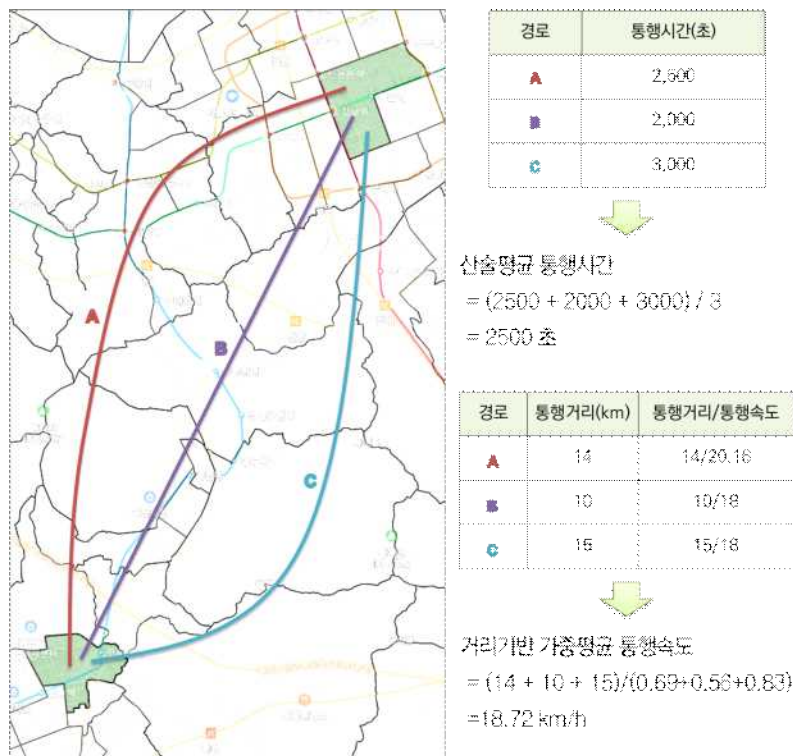 경로 통행시간(초)
A 2,500
B 2,000
C 3,000
산술평균 통행시간
= (2500 + 2000 + 3000) / 3
= 2500 초
A
B
C
경로 통행거리(km) 통행거리/통행속도
A 14 14/20.16
B 10 10/18
C 15 15/18
거리기반 가중평균 통행속도
= (14 + 10 + 15)/(0.69+0.56+0.83)
=18.72 km/h